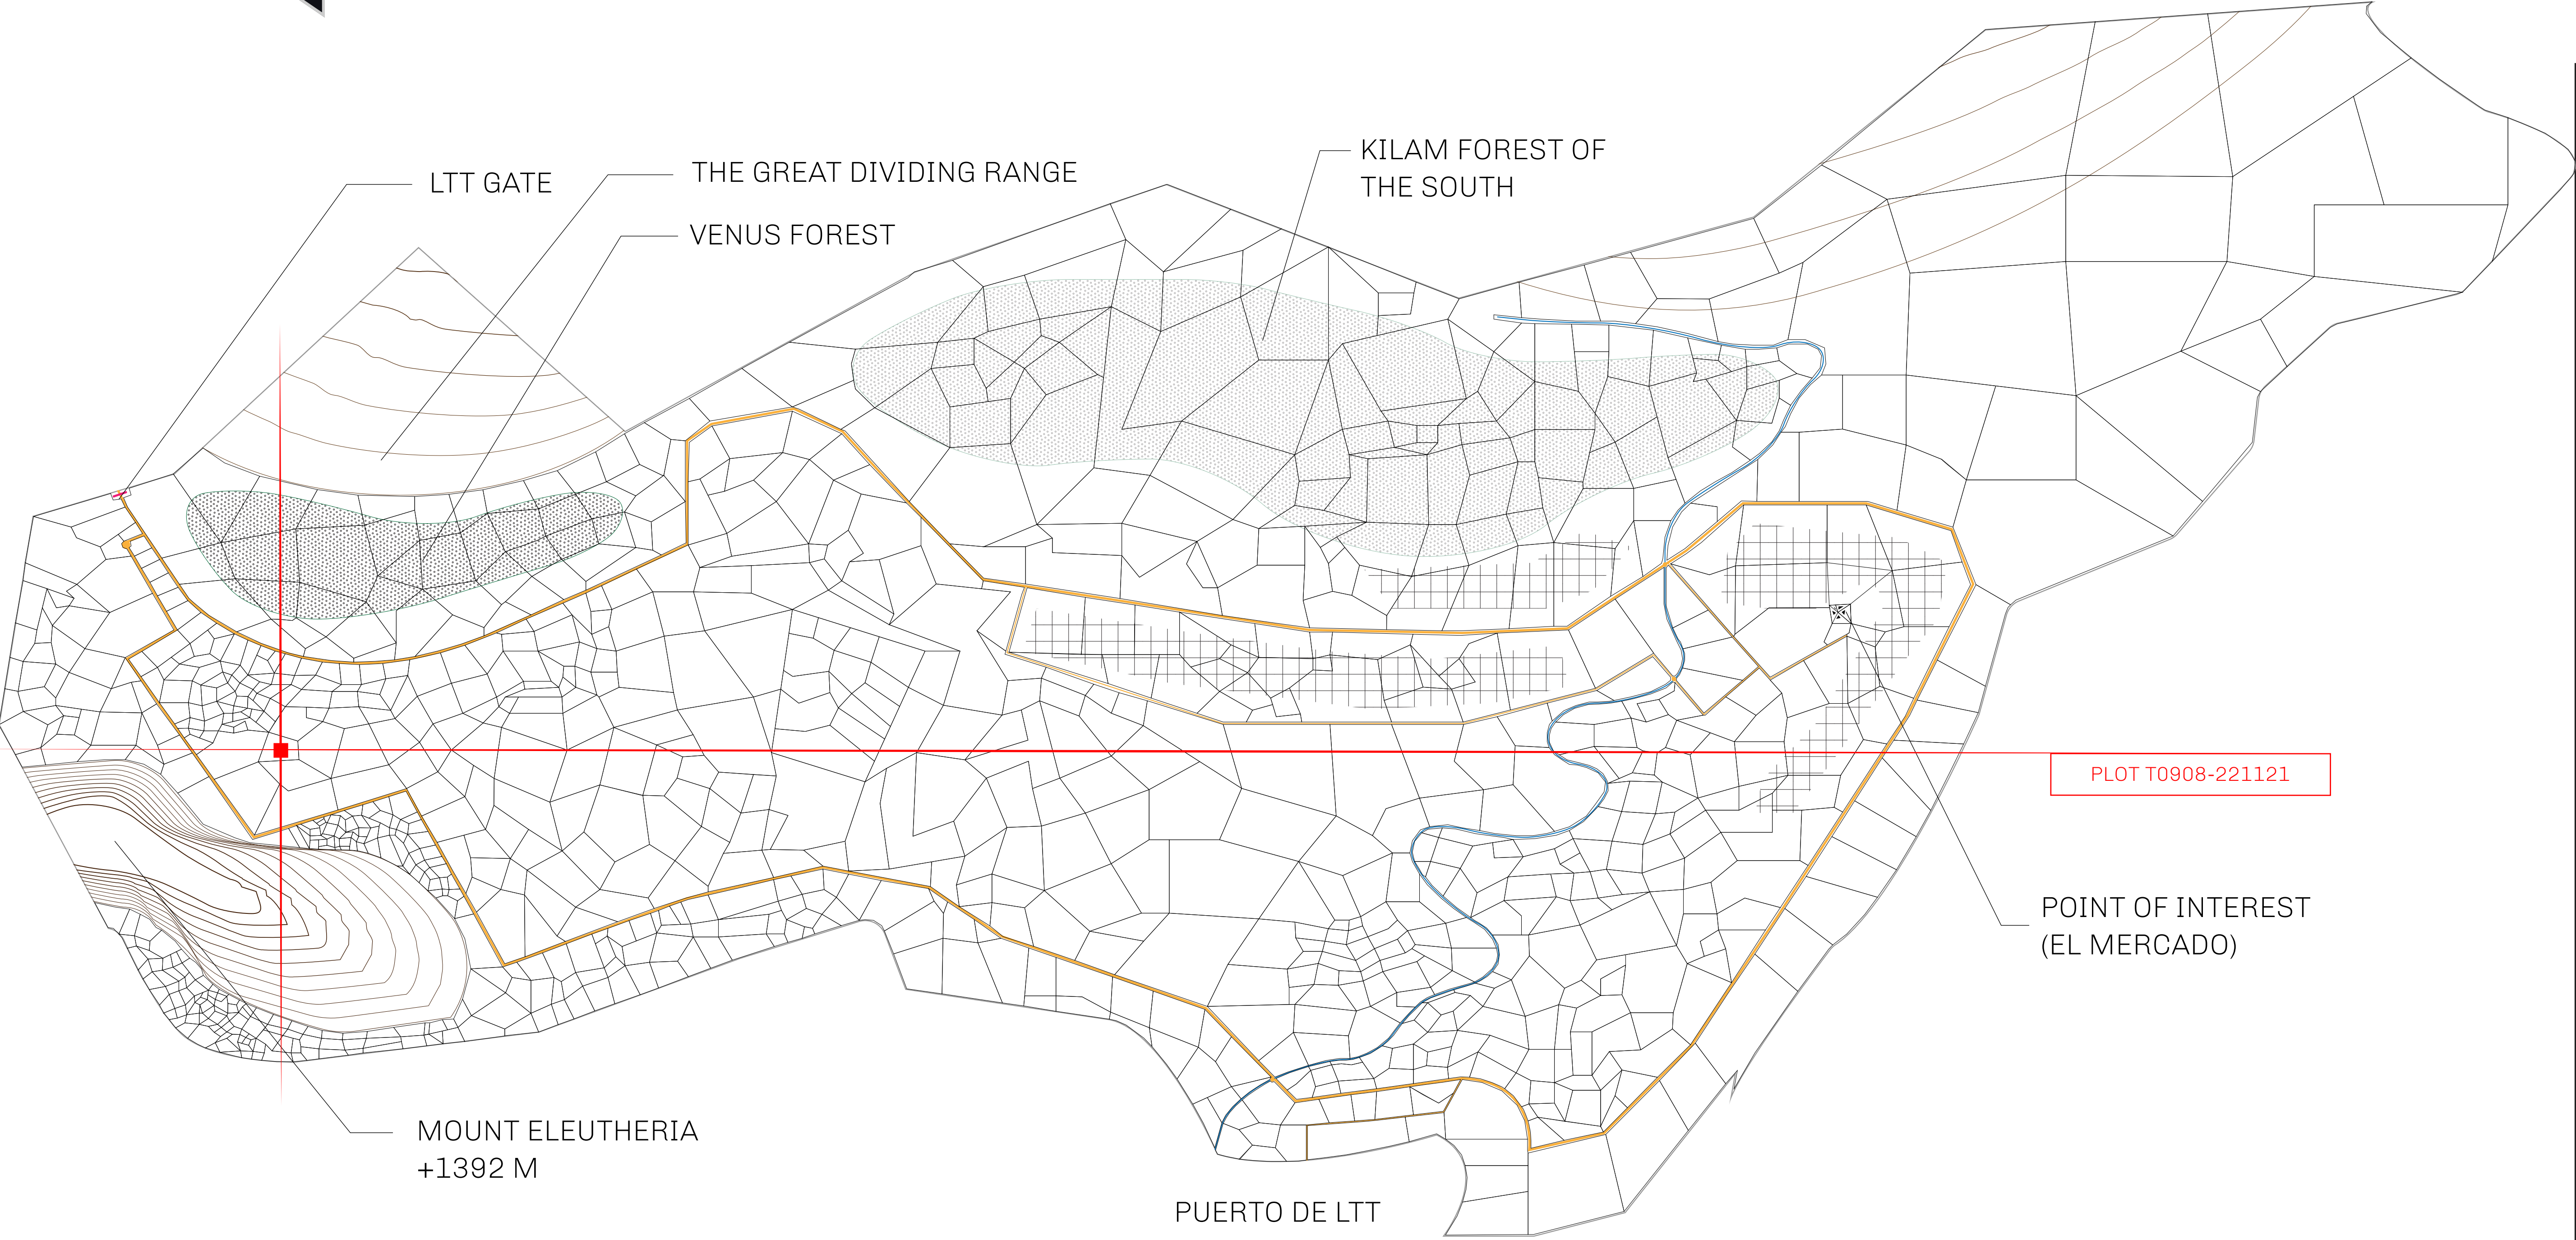 KILAM FOREST OF
THE SOUTH
THE GREAT DIVIDING RANGE
LTT GATE
VENUS FOREST
PLOT T0908-221121
POINT OF INTEREST
(EL MERCADO)
MOUNT ELEUTHERIA
+1392 M
PUERTO DE LTT